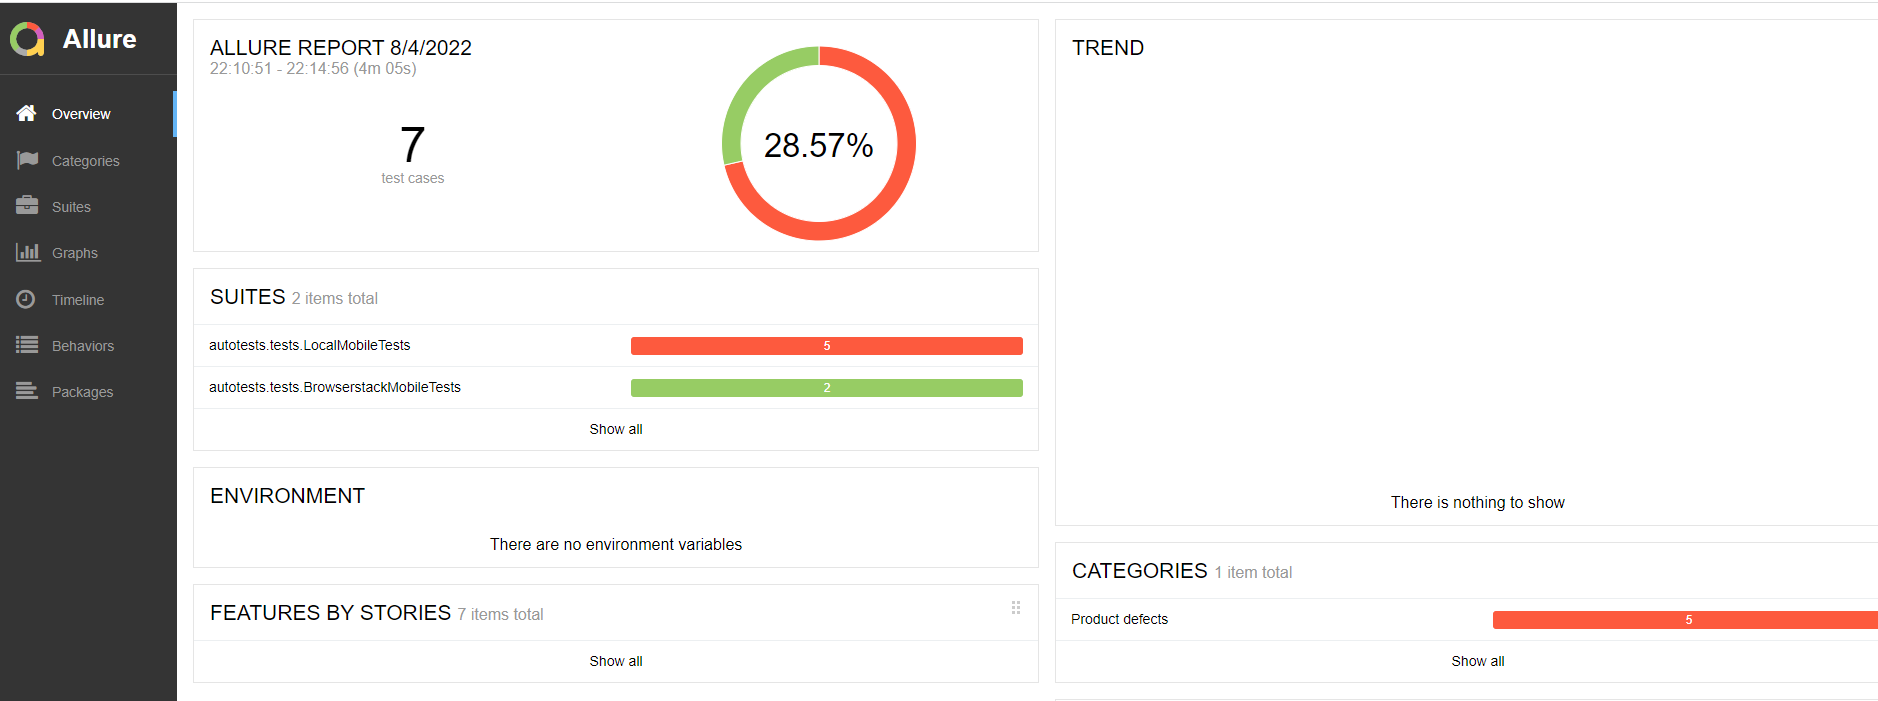 Allure
Overview
Categories
Suites
Graphs
Timeline
Behaviors
Packages
ALLURE REPORT 8/4/2022
22:10:51 - 22:14:56 (4m 05s)
7
test cases
28.57%
SUITES 2 items total
autotests.tests.LocalMobileTests 5
autotests.tests.BrowserstackMobileTests 2
Show all
ENVIRONMENT
There are no environment variables
FEATURES BY STORIES 7 items total
Show all
TREND
There is nothing to show
CATEGORIES 1 item total
Product defects 5
Show all